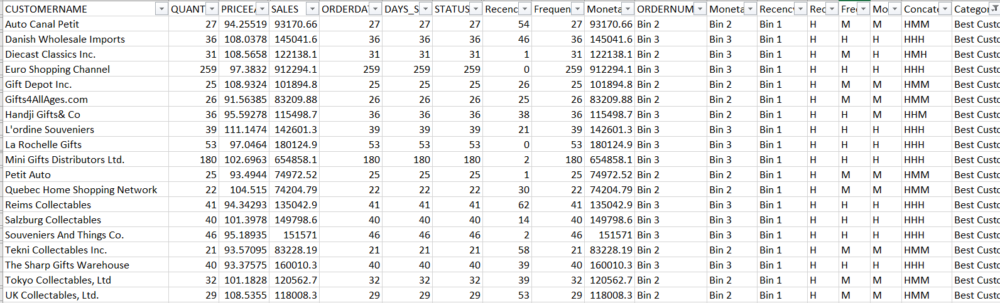 CUSTOMERNAME QUANT PRICEEA SALES ORDERDA DAYS_S STATUS Recenc Frequen Moneta ORDERNUM Moneta Recency Rec Fre Mo Concate Categor
Auto Canal Petit 27 94.25519 93170.66 27 27 27 54 27 93170.66 Bin 2 Bin 2 Bin 1 H M M HMM Best Custo
Danish Wholesale Imports 36 108.0378 145041.6 36 36 36 46 36 145041.6 Bin 3 Bin 3 Bin 1 H H H HHH Best Custo
Diecast Classics Inc. 31 108.5658 122138.1 31 31 31 1 31 122138.1 Bin 2 Bin 3 Bin 1 H M H HMH Best Custo
Euro Shopping Channel 259 97.3832 912294.1 259 259 259 0 259 912294.1 Bin 3 Bin 3 Bin 1 H H H HHH Best Custo
Gift Depot Inc. 25 108.9324 101894.8 25 25 25 26 25 101894.8 Bin 2 Bin 2 Bin 1 H M M HMM Best Custo
Gifts4AllAges.com 26 91.56385 83209.88 26 26 26 25 26 83209.88 Bin 2 Bin 2 Bin 1 H M M HMM Best Custo
Handji Gifts& Co 36 95.59278 115498.7 36 36 36 38 36 115498.7 Bin 3 Bin 2 Bin 1 H H M HHM Best Custo
L'ordine Souveniers 39 111.1474 142601.3 39 39 39 21 39 142601.3 Bin 3 Bin 3 Bin 1 H H H HHH Best Custo
La Rochelle Gifts 53 97.0464 180124.9 53 53 53 0 53 180124.9 Bin 3 Bin 3 Bin 1 H H H HHH Best Custo
Mini Gifts Distributors Ltd. 180 102.6963 654858.1 180 180 180 2 180 654858.1 Bin 3 Bin 3 Bin 1 H H H HHH Best Custo
Petit Auto 25 93.4944 74972.52 25 25 25 1 25 74972.52 Bin 2 Bin 2 Bin 1 H M M HMM Best Custo
Quebec Home Shopping Network 22 104.515 74204.79 22 22 22 30 22 74204.79 Bin 2 Bin 2 Bin 1 H M M HMM Best Custo
Reims Collectables 41 94.34293 135042.9 41 41 41 62 41 135042.9 Bin 3 Bin 3 Bin 1 H H H HHH Best Custo
Salzburg Collectables 40 101.3978 149798.6 40 40 40 14 40 149798.6 Bin 3 Bin 3 Bin 1 H H H HHH Best Custo
Souveniers And Things Co. 46 95.18935 151571 46 46 46 2 46 151571 Bin 3 Bin 3 Bin 1 H H H HHH Best Custo
Tekni Collectables Inc. 21 93.57095 83228.19 21 21 21 58 21 83228.19 Bin 2 Bin 2 Bin 1 H M M HMM Best Custo
The Sharp Gifts Warehouse 40 93.37575 160010.3 40 40 40 39 40 160010.3 Bin 3 Bin 3 Bin 1 H H H HHH Best Custo
Tokyo Collectables, Ltd 32 101.1828 120562.7 32 32 32 39 32 120562.7 Bin 2 Bin 2 Bin 1 H M M HMM Best Custo
UK Collectables, Ltd. 29 108.5355 118008.3 29 29 29 53 29 118008.3 Bin 2 Bin 2 Bin 1 H M M HMM Best Custo